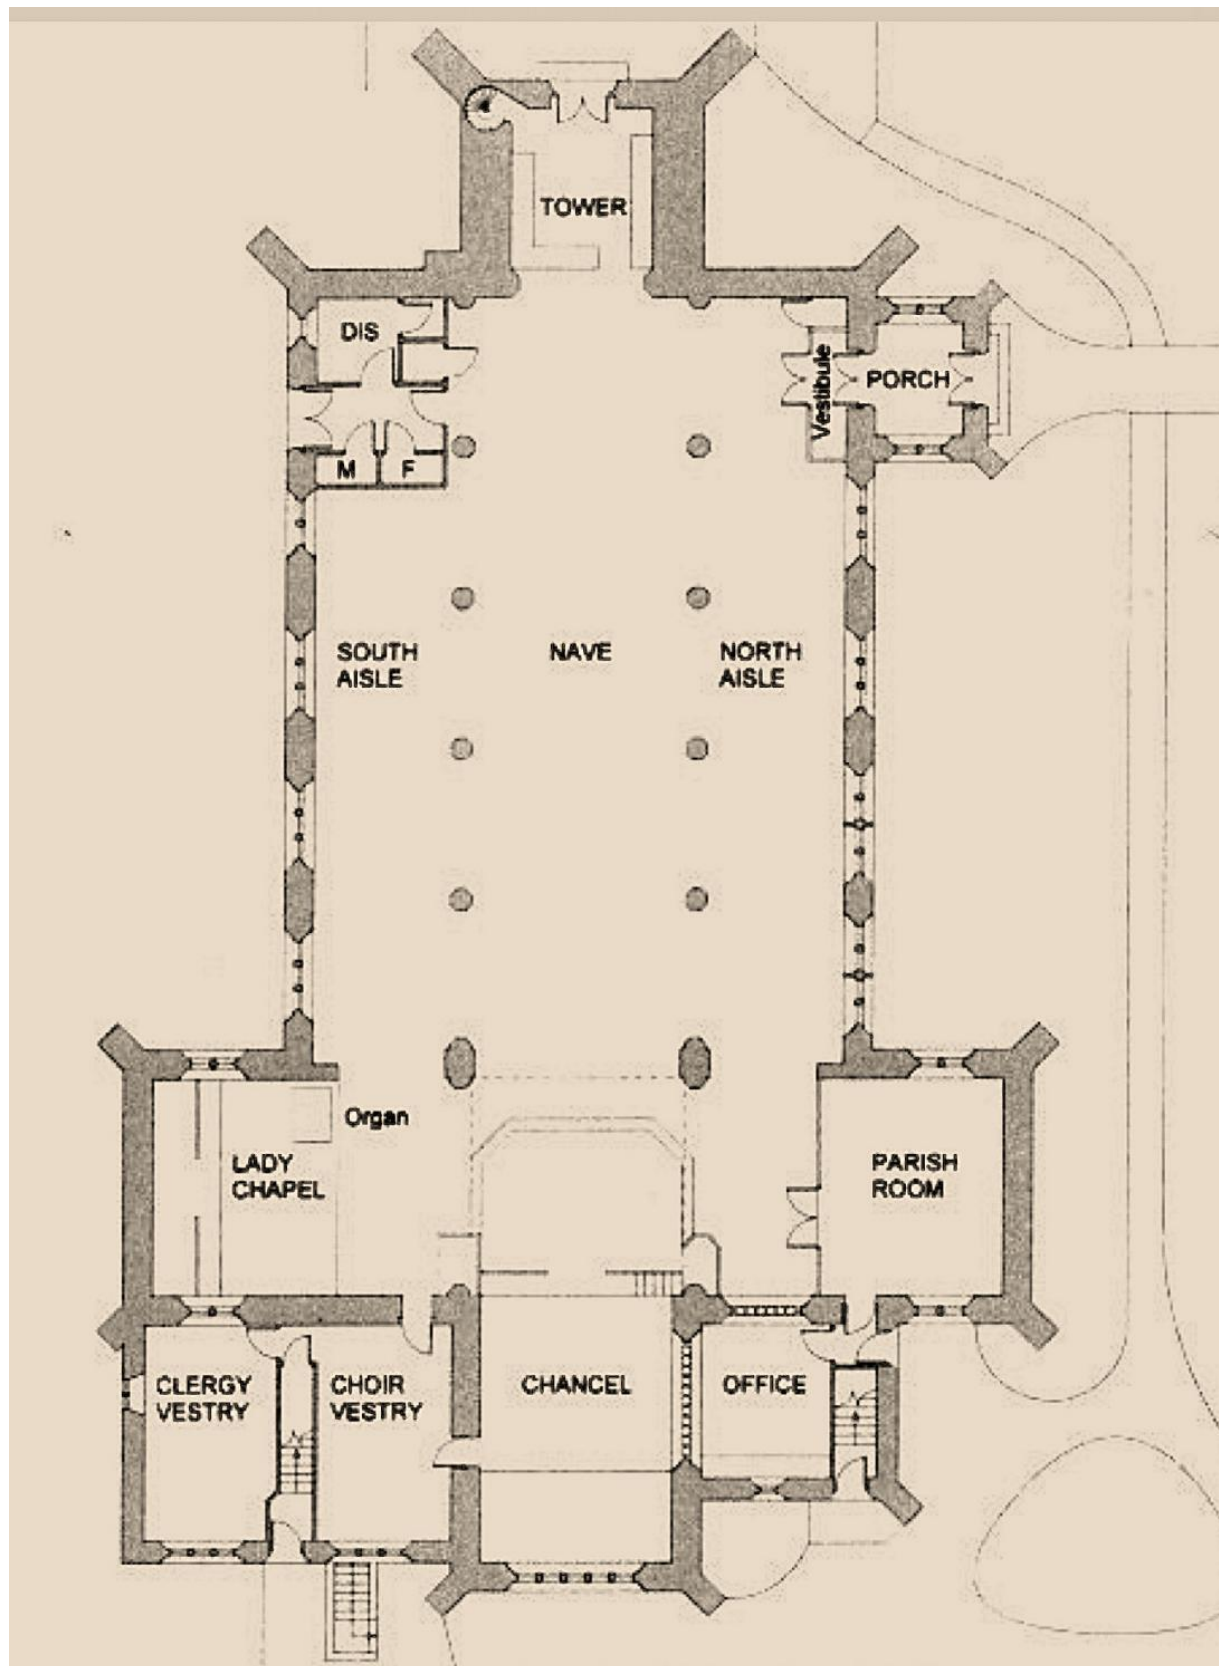 TOWER
DIS
Vestibule
PORCH
M
F
SOUTH
AISLE
NAVE
NORTH
AISLE
Organ
LADY
CHAPEL
PARISH
ROOM
CLERGY
VESTRY
CHOIR
VESTRY
CHANCEL
OFFICE